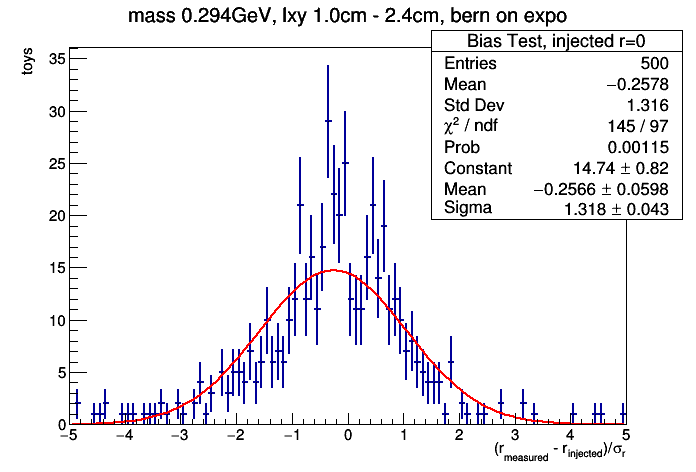 mass 0.294GeV, lxy 1.0cm - 2.4cm, bern on expo
Bias Test, injected r=0
Entries 500
Mean −0.2578
Std Dev 1.316
χ² / ndf 145 / 97
Prob 0.00115
Constant 14.74 ± 0.82
Mean −0.2566 ± 0.0598
Sigma 1.318 ± 0.043
toys
35
30
25
20
15
10
5
0
−5 −4 −3 −2 −1 0 1 2 3 4 5
(r_measured - r_injected)/σ_r